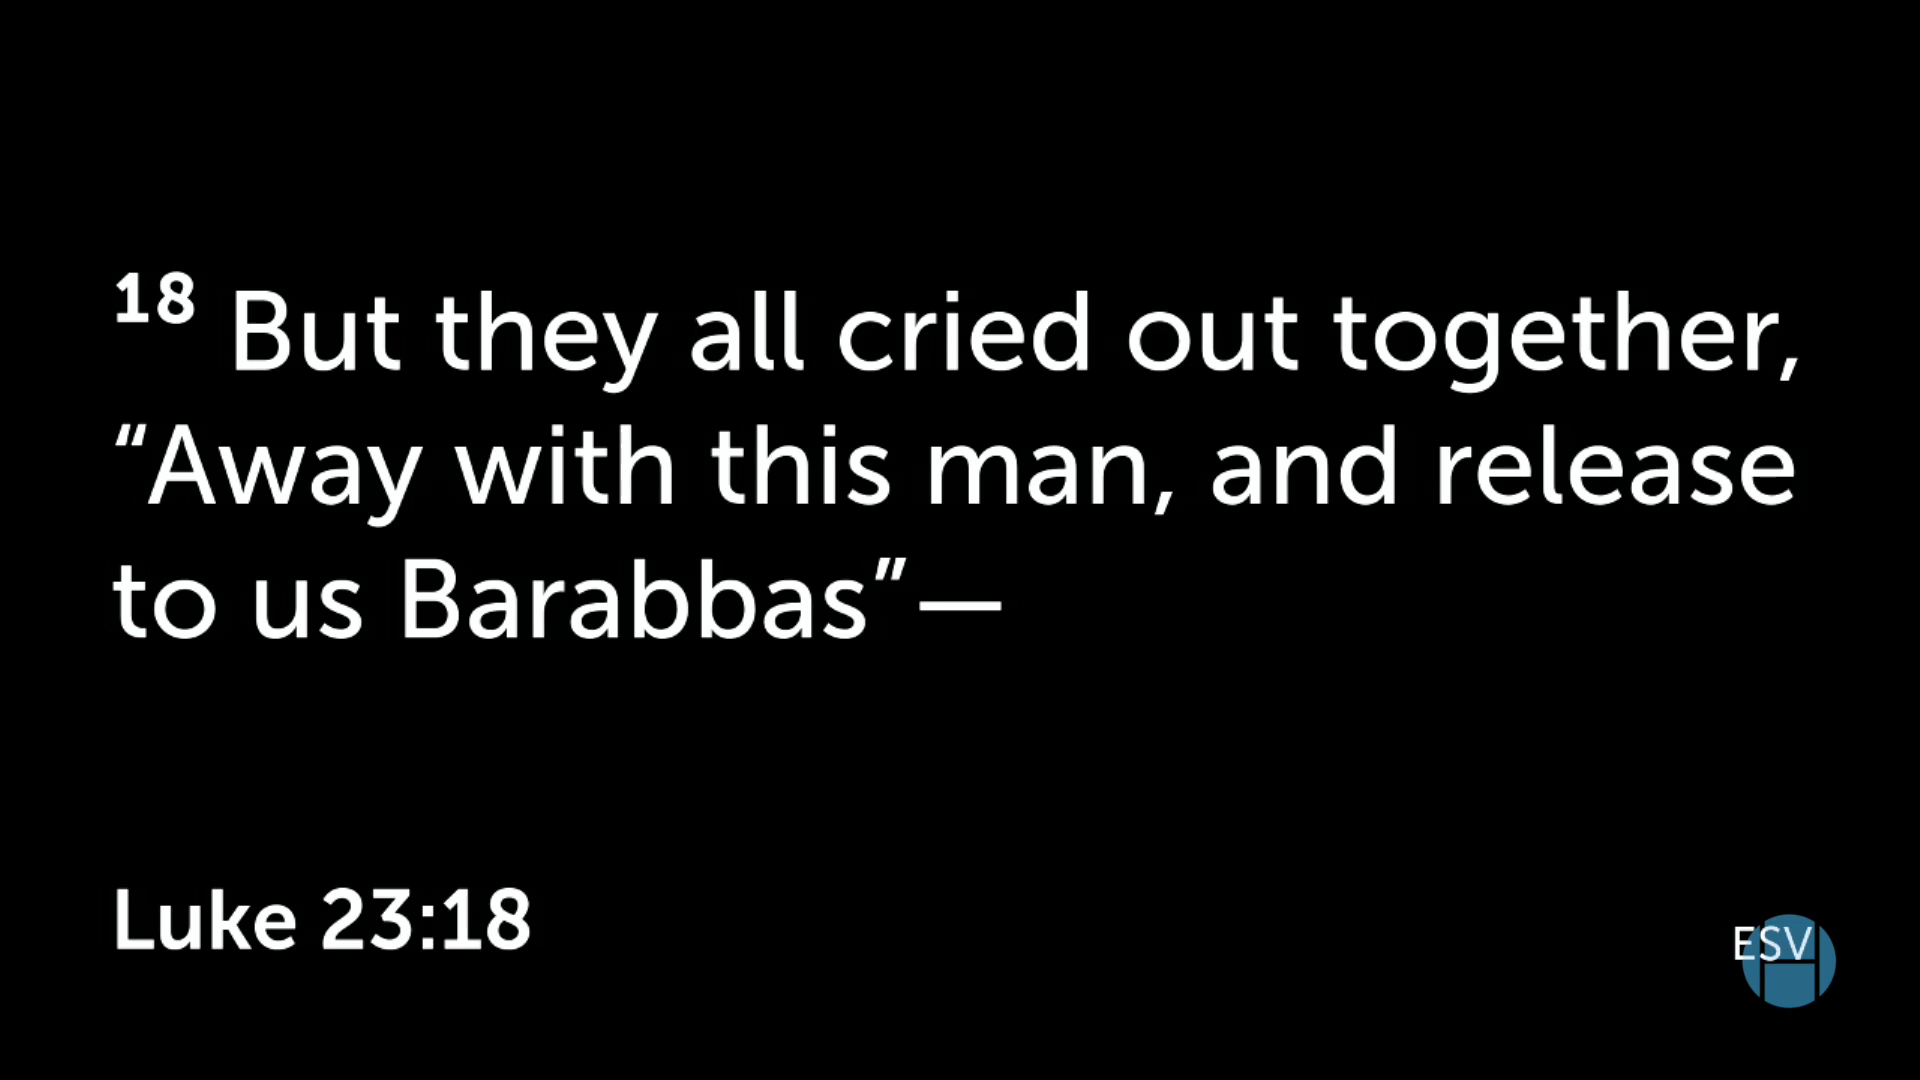 18 But they all cried out together,
“Away with this man, and release
to us Barabbas”—
Luke 23:18
ESV